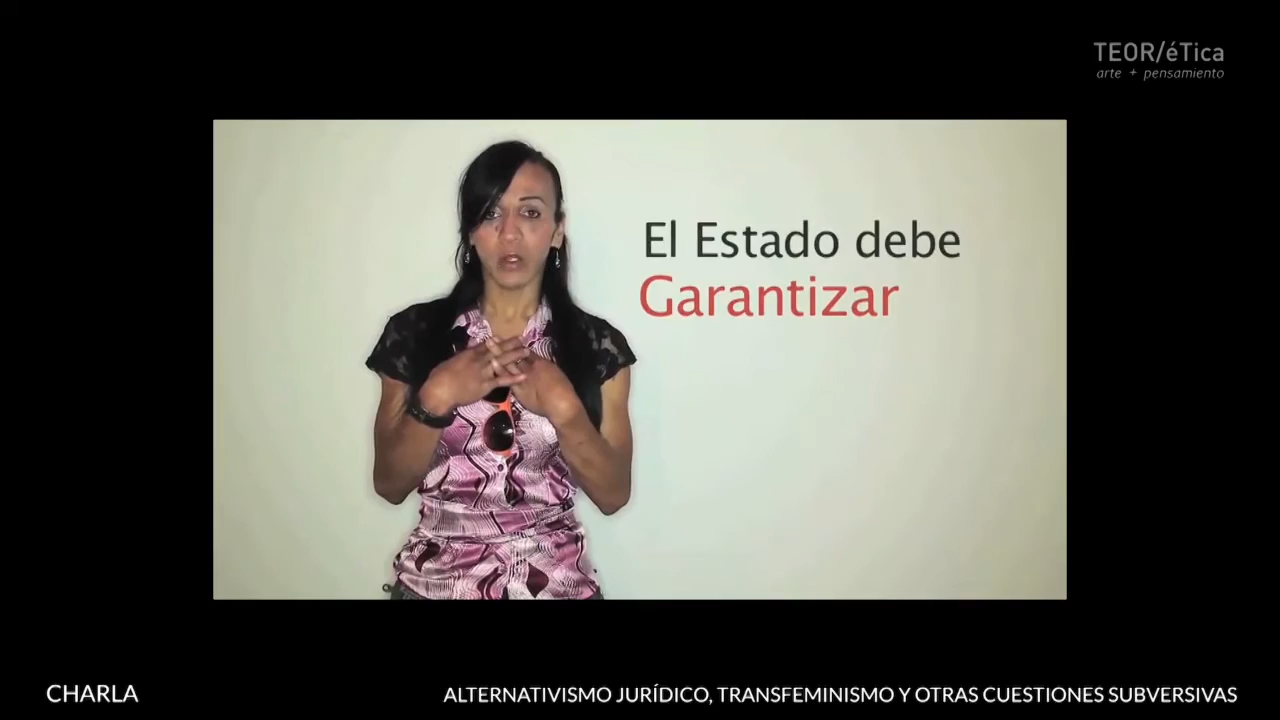 TEOR/éTica
arte + pensamiento
El Estado debe
Garantizar
CHARLA
ALTERNATIVISMO JURÍDICO, TRANSFEMINISMO Y OTRAS CUESTIONES SUBVERSIVAS